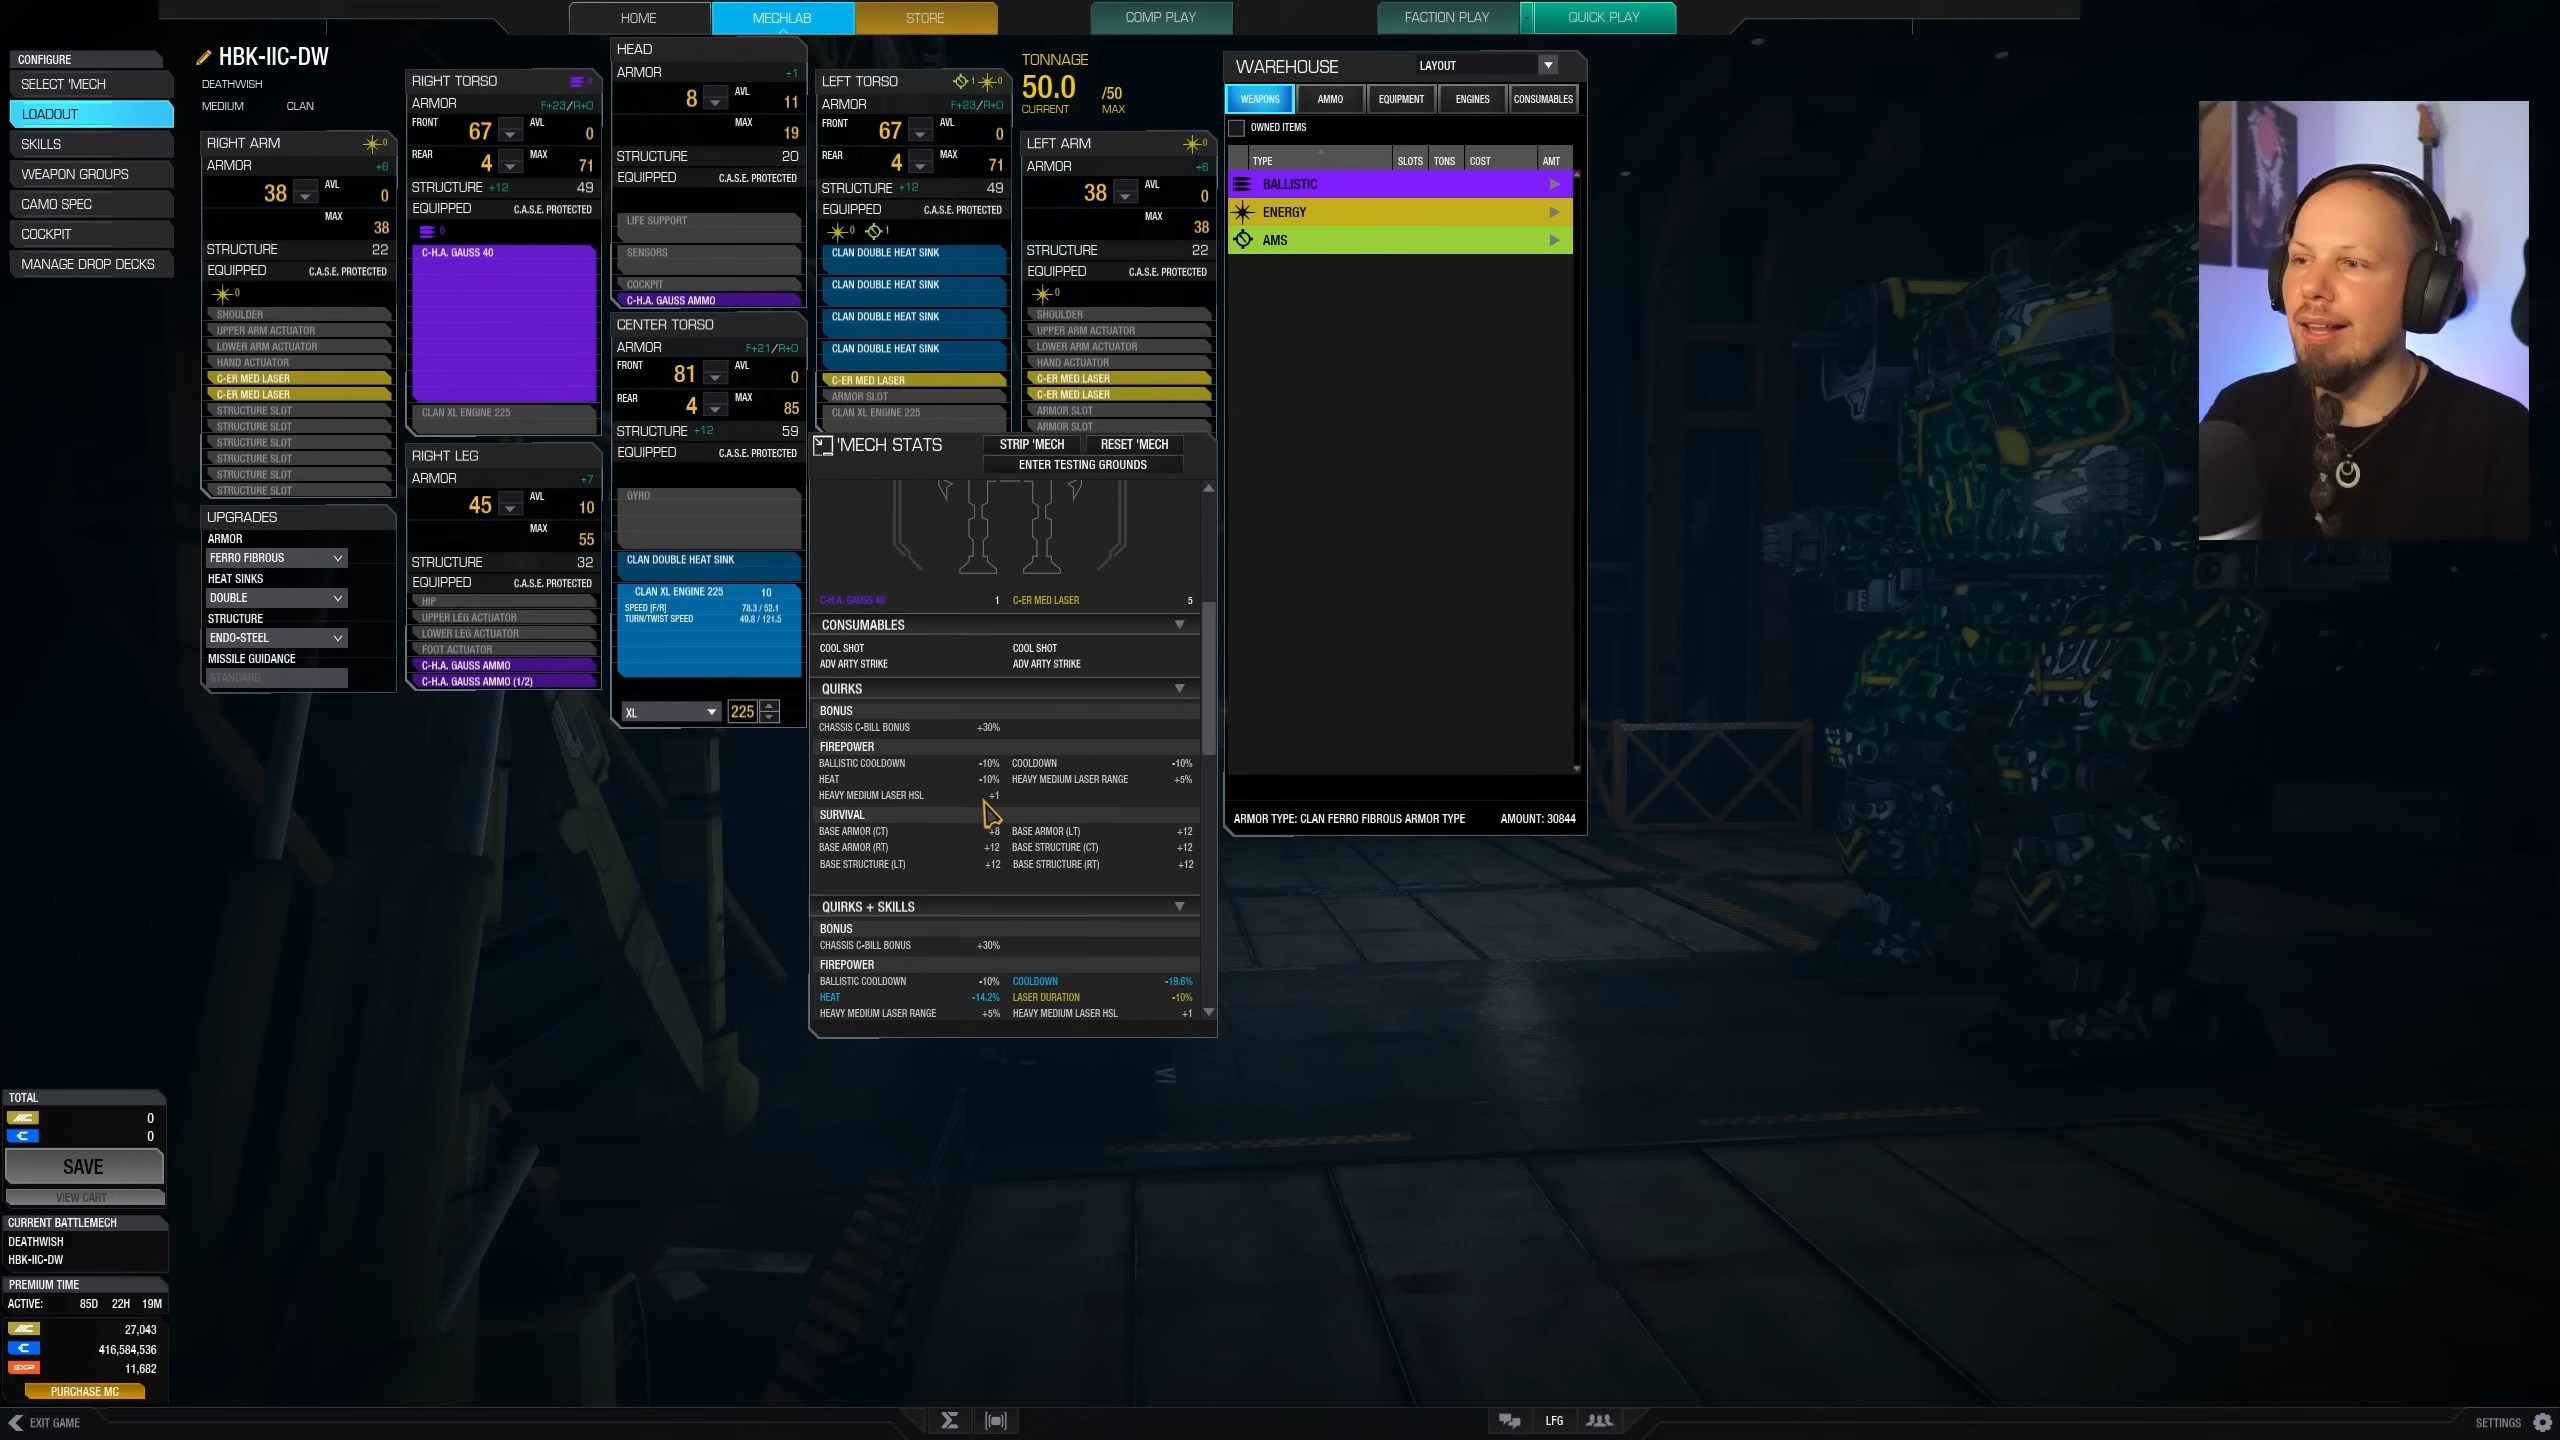 HOME
MECHLAB
STORE
COMP PLAY
FACTION PLAY
QUICK PLAY
CONFIGURE
SELECT 'MECH
LOADOUT
SKILLS
WEAPON GROUPS
CAMO SPEC
COCKPIT
MANAGE DROP DECKS
HBK-IIC-DW
DEATHWISH
MEDIUM CLAN
RIGHT ARM 0
ARMOR +6
38 AVL 0
MAX 38
STRUCTURE 22
EQUIPPED C.A.S.E. PROTECTED
0
SHOULDER
UPPER ARM ACTUATOR
LOWER ARM ACTUATOR
HAND ACTUATOR
C-ER MED LASER
C-ER MED LASER
STRUCTURE SLOT
STRUCTURE SLOT
STRUCTURE SLOT
STRUCTURE SLOT
STRUCTURE SLOT
STRUCTURE SLOT
UPGRADES
ARMOR
FERRO FIBROUS
HEAT SINKS
DOUBLE
STRUCTURE
ENDO-STEEL
MISSILE GUIDANCE
STANDARD
RIGHT TORSO 0
ARMOR F+23/R+0
FRONT 67 AVL 0
REAR 4 MAX 71
STRUCTURE +12 49
EQUIPPED C.A.S.E. PROTECTED
0
C-H.A. GAUSS 40
CLAN XL ENGINE 225
RIGHT LEG
ARMOR +7
45 AVL 10
MAX 55
STRUCTURE 32
EQUIPPED C.A.S.E. PROTECTED
HIP
UPPER LEG ACTUATOR
LOWER LEG ACTUATOR
FOOT ACTUATOR
C-H.A. GAUSS AMMO
C-H.A. GAUSS AMMO (1/2)
HEAD
ARMOR +1
8 AVL 11
MAX 19
STRUCTURE 20
EQUIPPED C.A.S.E. PROTECTED
LIFE SUPPORT
SENSORS
COCKPIT
C-H.A. GAUSS AMMO
CENTER TORSO
ARMOR F+21/R+0
FRONT 81 AVL 0
REAR 4 MAX 85
STRUCTURE +12 59
EQUIPPED C.A.S.E. PROTECTED
GYRO
CLAN DOUBLE HEAT SINK
CLAN XL ENGINE 225 10
SPEED [F/R] 78.3 / 52.1
TURN/TWIST SPEED 49.8 / 121.5
XL 225
LEFT TORSO 1 0
ARMOR F+23/R+0
FRONT 67 AVL 0
REAR 4 MAX 71
STRUCTURE +12 49
EQUIPPED C.A.S.E. PROTECTED
0 1
CLAN DOUBLE HEAT SINK
CLAN DOUBLE HEAT SINK
CLAN DOUBLE HEAT SINK
CLAN DOUBLE HEAT SINK
C-ER MED LASER
ARMOR SLOT
CLAN XL ENGINE 225
TONNAGE
50.0 /50
CURRENT MAX
LEFT ARM 0
ARMOR +6
38 AVL 0
MAX 38
STRUCTURE 22
EQUIPPED C.A.S.E. PROTECTED
0
SHOULDER
UPPER ARM ACTUATOR
LOWER ARM ACTUATOR
HAND ACTUATOR
C-ER MED LASER
C-ER MED LASER
ARMOR SLOT
ARMOR SLOT
'MECH STATS
STRIP 'MECH
RESET 'MECH
ENTER TESTING GROUNDS
C-H.A. GAUSS 40 1 C-ER MED LASER 5
CONSUMABLES
COOL SHOT COOL SHOT
ADV ARTY STRIKE ADV ARTY STRIKE
QUIRKS
BONUS
CHASSIS C-BILL BONUS +30%
FIREPOWER
BALLISTIC COOLDOWN -10% COOLDOWN -10%
HEAT -10% HEAVY MEDIUM LASER RANGE +5%
HEAVY MEDIUM LASER HSL +1
SURVIVAL
BASE ARMOR (CT) +8 BASE ARMOR (LT) +12
BASE ARMOR (RT) +12 BASE STRUCTURE (CT) +12
BASE STRUCTURE (LT) +12 BASE STRUCTURE (RT) +12
QUIRKS + SKILLS
BONUS
CHASSIS C-BILL BONUS +30%
FIREPOWER
BALLISTIC COOLDOWN -10% COOLDOWN -19.6%
HEAT -14.2% LASER DURATION -10%
HEAVY MEDIUM LASER RANGE +5% HEAVY MEDIUM LASER HSL +1
WAREHOUSE LAYOUT
WEAPONS AMMO EQUIPMENT ENGINES CONSUMABLES
OWNED ITEMS
TYPE SLOTS TONS COST AMT
BALLISTIC
ENERGY
AMS
ARMOR TYPE: CLAN FERRO FIBROUS ARMOR TYPE AMOUNT: 30844
TOTAL
0
0
SAVE
VIEW CART
CURRENT BATTLEMECH
DEATHWISH
HBK-IIC-DW
PREMIUM TIME
ACTIVE: 85D 22H 19M
27,043
416,584,536
GXP 11,682
PURCHASE MC
EXIT GAME
LFG
SETTINGS